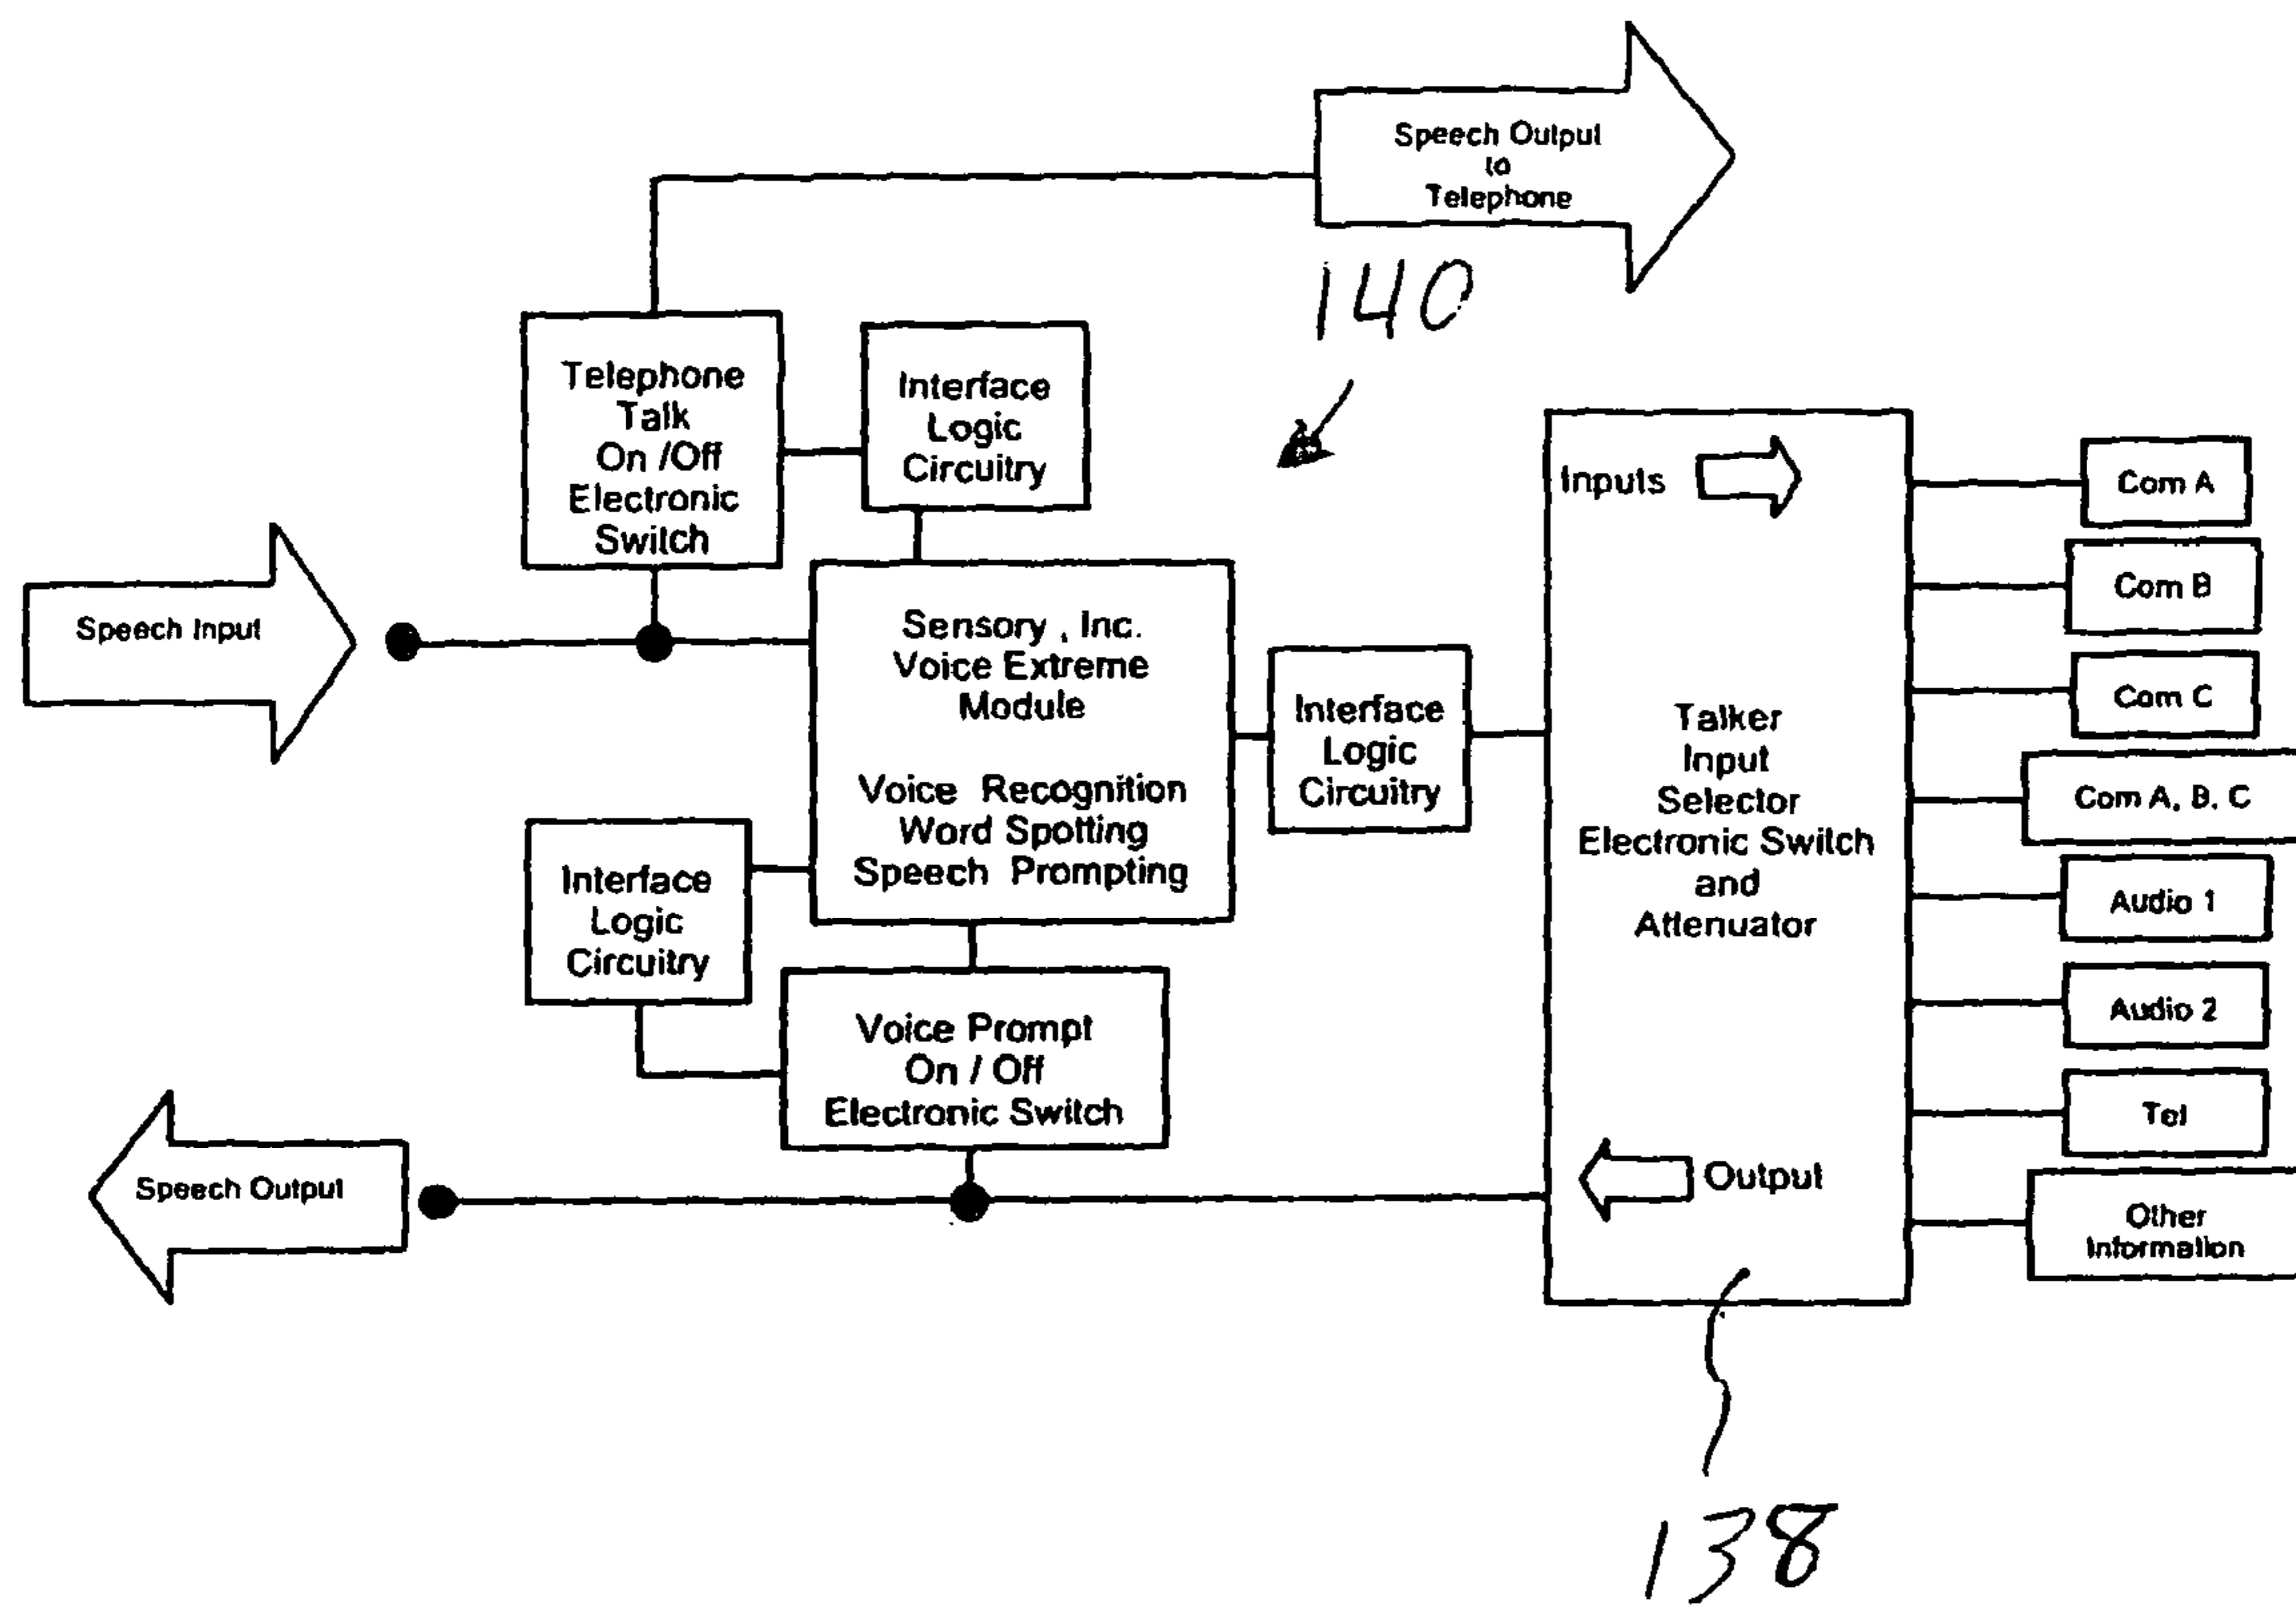 Speech Output
to
Telephone
140
Telephone
Talk
On /Off
Electronic
Switch
Interface
Logic
Circuitry
Speech Input
Sensory , Inc.
Voice Extreme
Module
Voice Recognition
Word Spotting
Speech Prompting
Interface
Logic
Circuitry
Interface
Logic
Circuitry
Voice Prompt
On / Off
Electronic Switch
Speech Output
Inputs
Talker
Input
Selector
Electronic Switch
and
Attenuator
Output
Com A
Com B
Com C
Com A, B, C
Audio 1
Audio 2
Tel
Other
Information
138